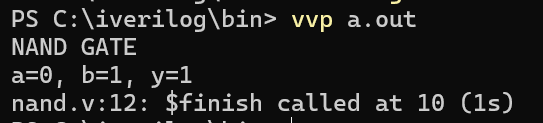 PS C:\iverilog\bin> vvp a.out
NAND GATE
a=0, b=1, y=1
nand.v:12: $finish called at 10 (1s)